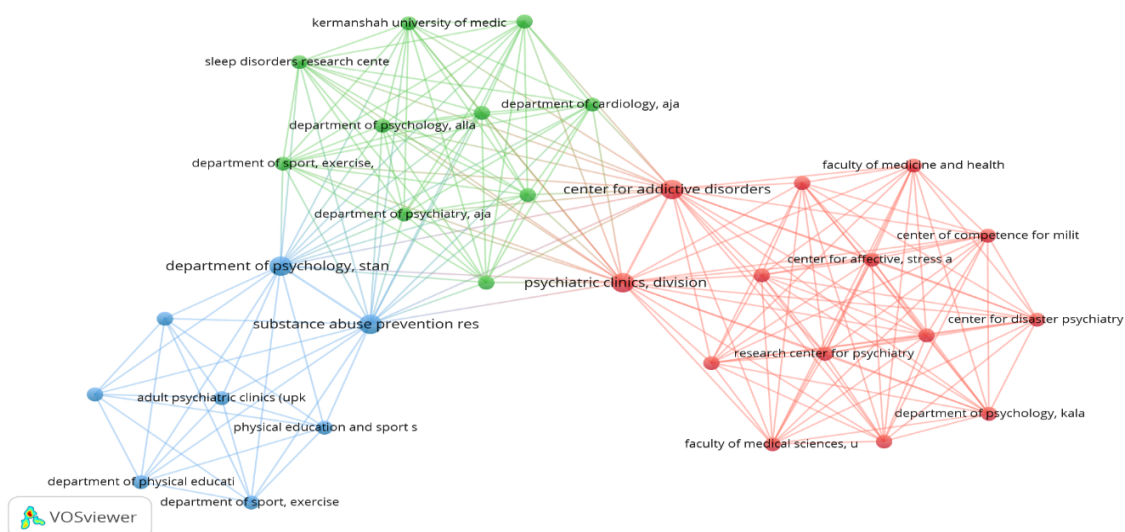 kermanshah university of medic
sleep disorders research cente
department of cardiology, aja
department of psychology, alla
department of sport, exercise,
faculty of medicine and health
center for addictive disorders
department of psychiatry, aja
center of competence for milit
center for affective, stress a
department of psychology, stan
psychiatric clinics, division
substance abuse prevention res
center for disaster psychiatry
research center for psychiatry
adult psychiatric clinics (upk
department of psychology, kala
physical education and sport s
faculty of medical sciences, u
department of physical educati
department of sport, exercise
VOSviewer